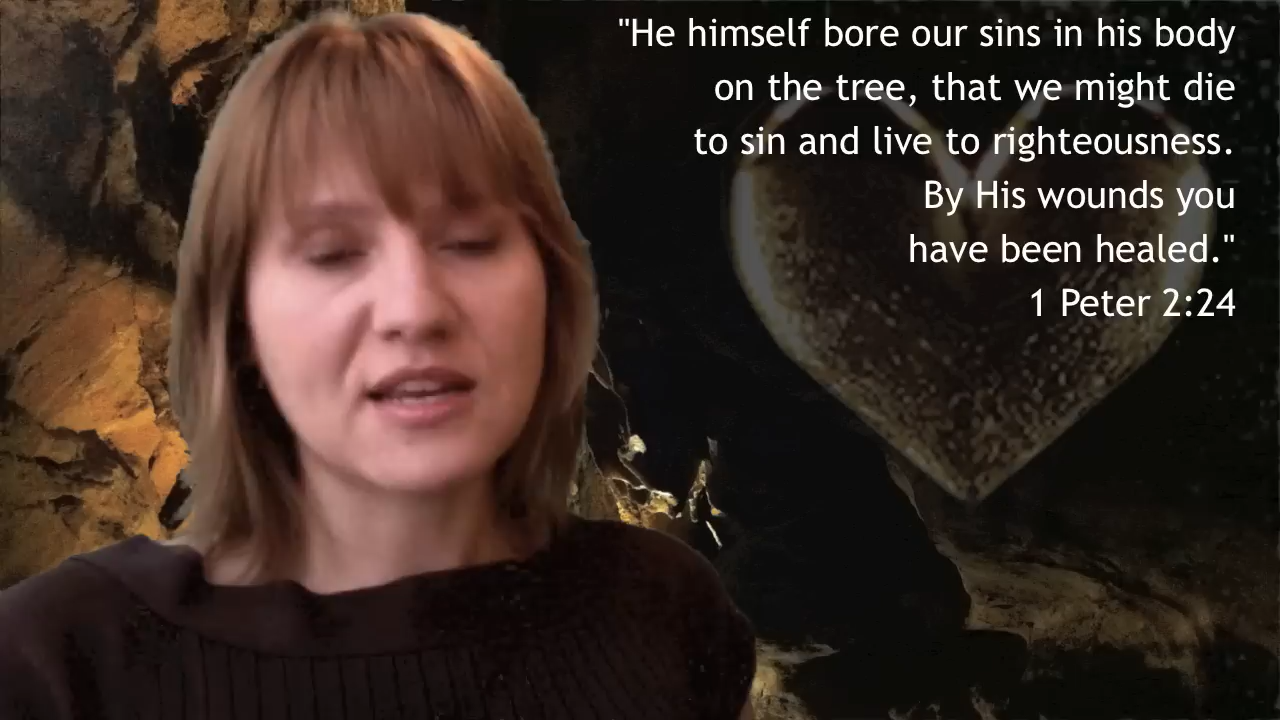 "He himself bore our sins in his body
on the tree, that we might die
to sin and live to righteousness.
By His wounds you
have been healed."
1 Peter 2:24